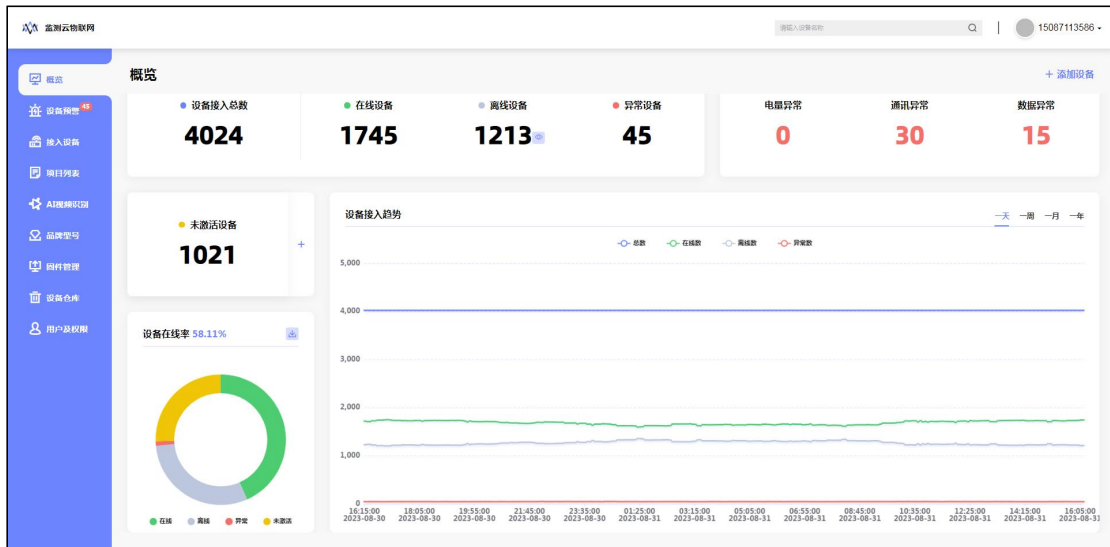 监测云物联网
请输入设备名称
15087113586
概览
设备预警 45
接入设备
项目列表
AI视频识别
品牌型号
固件管理
设备仓库
用户及权限
概览
+ 添加设备
设备接入总数
4024
在线设备
1745
离线设备
1213
异常设备
45
电量异常
0
通讯异常
30
数据异常
15
未激活设备
1021
+
设备在线率 58.11%
在线 离线 异常 未激活
设备接入趋势
一天 一周 一月 一年
总数 在线数 离线数 异常数
5,000
4,000
3,000
2,000
1,000
0
16:15:00 18:05:00 19:55:00 21:45:00 23:35:00 01:25:00 03:15:00 05:05:00 06:55:00 08:45:00 10:35:00 12:25:00 14:15:00 16:05:00
2023-08-30 2023-08-30 2023-08-30 2023-08-30 2023-08-30 2023-08-31 2023-08-31 2023-08-31 2023-08-31 2023-08-31 2023-08-31 2023-08-31 2023-08-31 2023-08-31